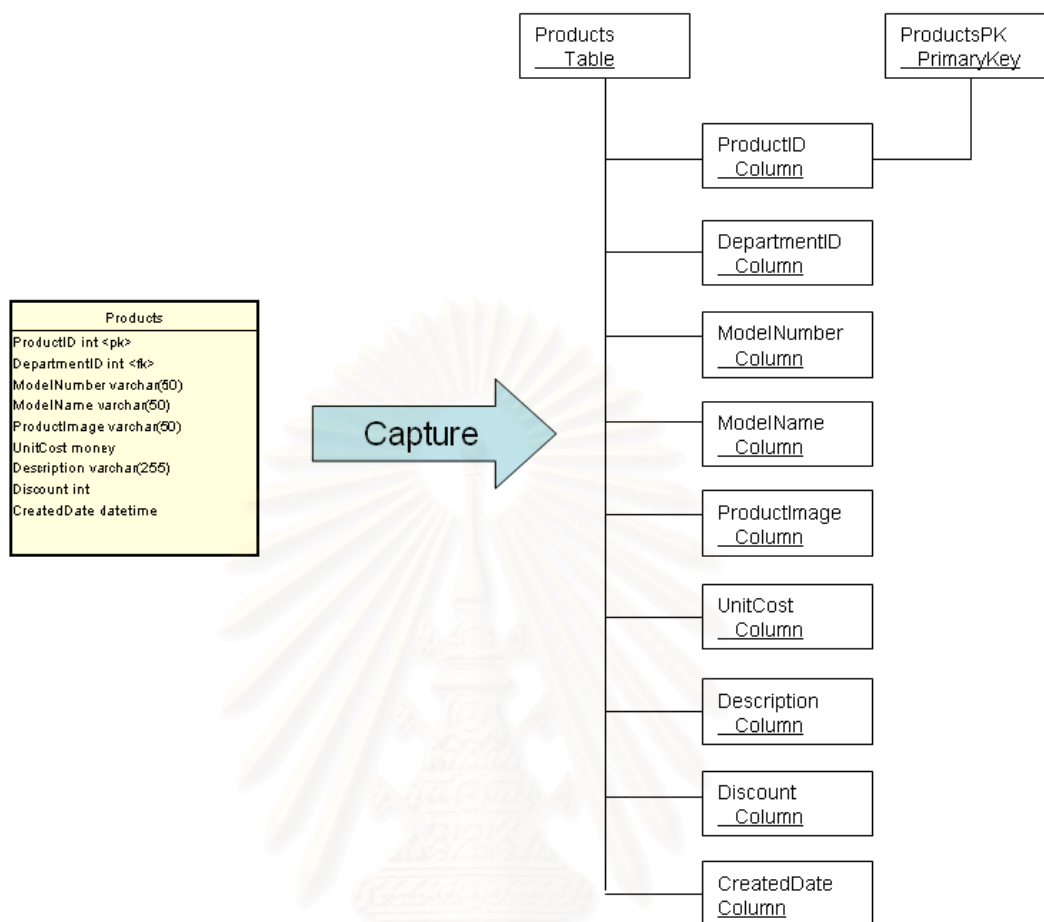 Products
Table
ProductsPK
PrimaryKey
ProductID
Column
DepartmentID
Column
Products
ProductID int <pk>
DepartmentID int <fk>
ModelNumber varchar(50)
ModelName varchar(50)
ProductImage varchar(50)
UnitCost money
Description varchar(255)
Discount int
CreatedDate datetime
Capture
ModelNumber
Column
ModelName
Column
ProductImage
Column
UnitCost
Column
Description
Column
Discount
Column
CreatedDate
Column